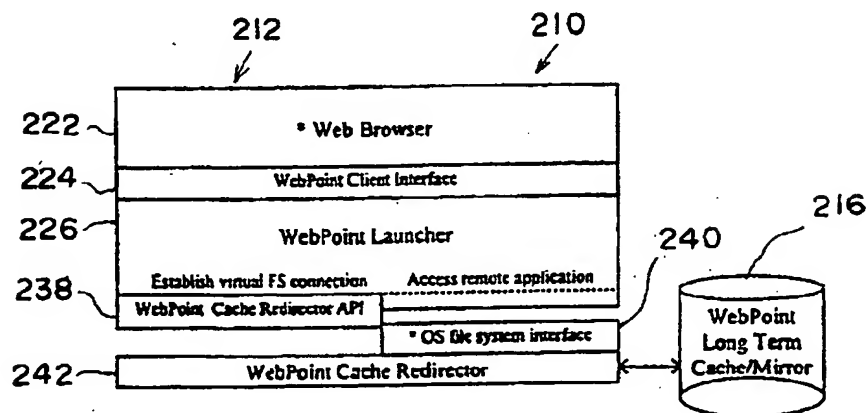 212
210
222
* Web Browser
224
WebPoint Client Interface
226
WebPoint Launcher
216
240
Establish virtual FS connection
Access remote application
238
WebPoint Cache Redirector API
WebPoint
Long Term
Cache/Mirror
* OS file system interface
242
WebPoint Cache Redirector